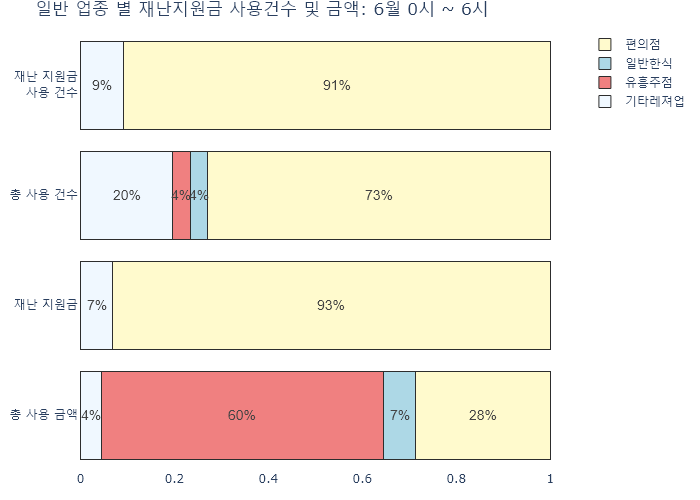 일반 업종 별 재난지원금 사용건수 및 금액: 6월 0시 ~ 6시
편의점
일반한식
유흥주점
기타레져업
재난 지원금
사용 건수
9%
91%
총 사용 건수
20%
4%
4%
73%
재난 지원금
7%
93%
총 사용 금액
4%
60%
7%
28%
0
0.2
0.4
0.6
0.8
1